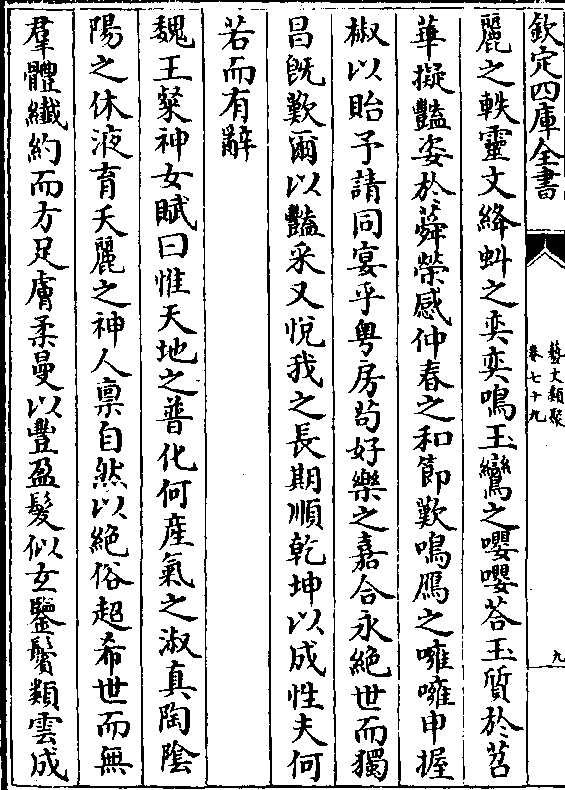 欽定四庫全書
藝文類聚
卷七十九
九
麗之軼靈文絳虬之奕奕鳴玉鸞之嚶嚶荅玉質於苕
華擬豔姿於蕣榮感仲春之和節歎鳴鴈之嗈嗈申握
椒以貽予請同宴乎粤房茍好樂之嘉合永絶世而獨
昌旣歎爾以豔采又悦我之長期順乾坤以成性夫何
若而有辭
魏王粲神女賦曰惟天地之普化何産氣之淑真陶陰
陽之休液育夭麗之神人禀自然以絶俗超希世而無
羣體纖約而方足膚柔曼以豐盈髮似玄鑒鬢類雲成